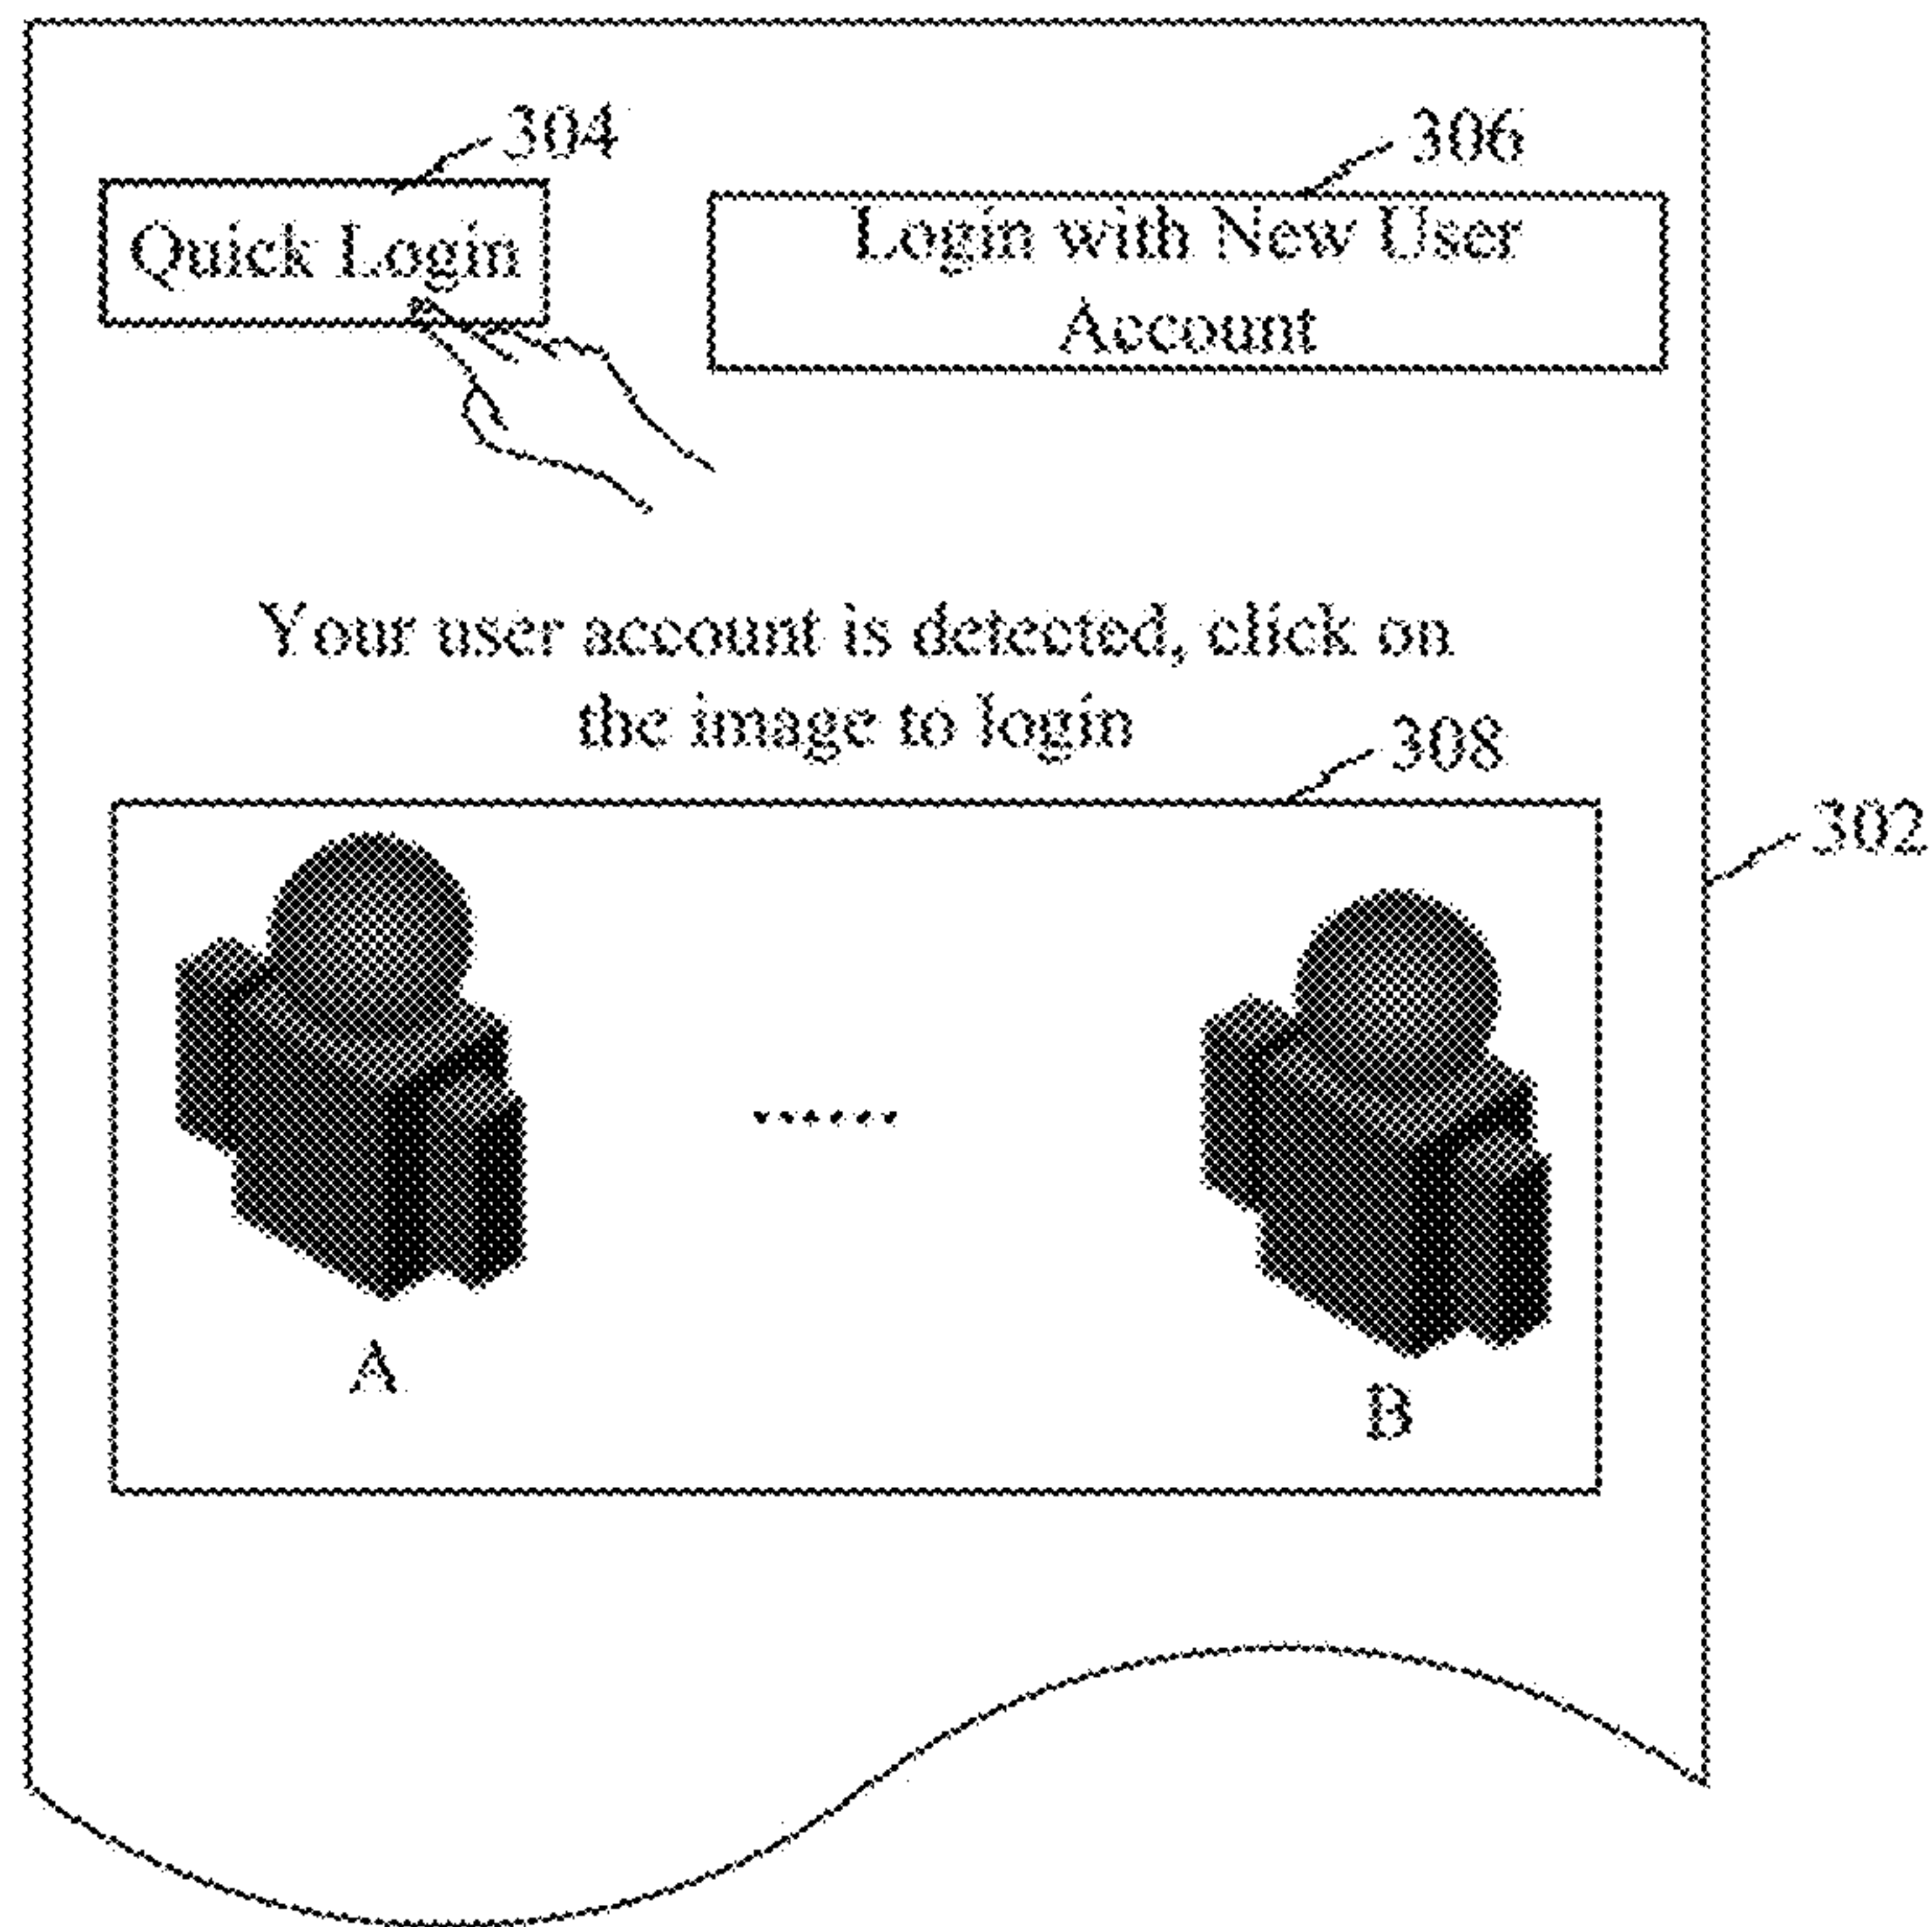 304
306
Quick Login
Login with New User
Account
Your user account is detected, click on
the image to login
308
302
......
A
B